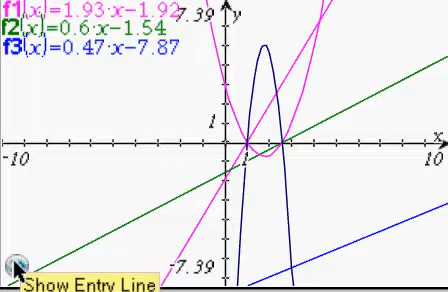 f1(x)=1.93·x-1.92
7.39 y
f2(x)=0.6·x-1.54
f3(x)=0.47·x-7.87
1
x
-10 1 10
-7.39
Show Entry Line